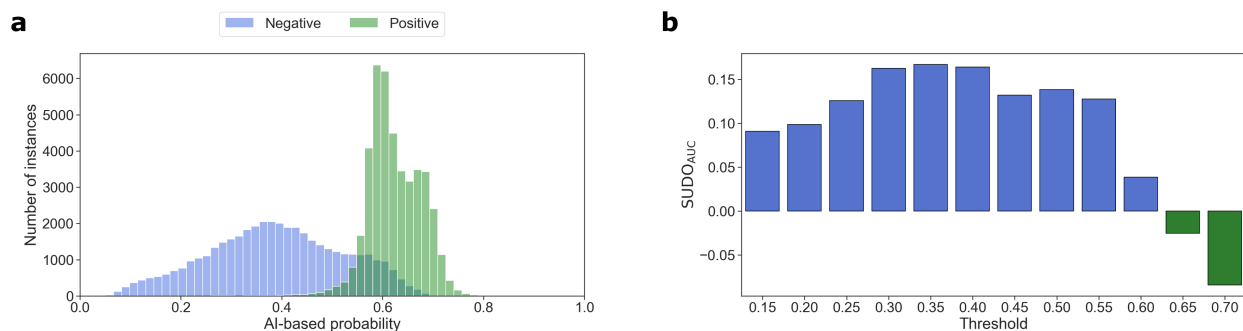 a
Negative Positive
Number of instances
6000
5000
4000
3000
2000
1000
0
0.0 0.2 0.4 0.6 0.8 1.0
AI-based probability
b
SUDO_AUC
0.15
0.10
0.05
0.00
−0.05
0.15 0.20 0.25 0.30 0.35 0.40 0.45 0.50 0.55 0.60 0.65 0.70
Threshold